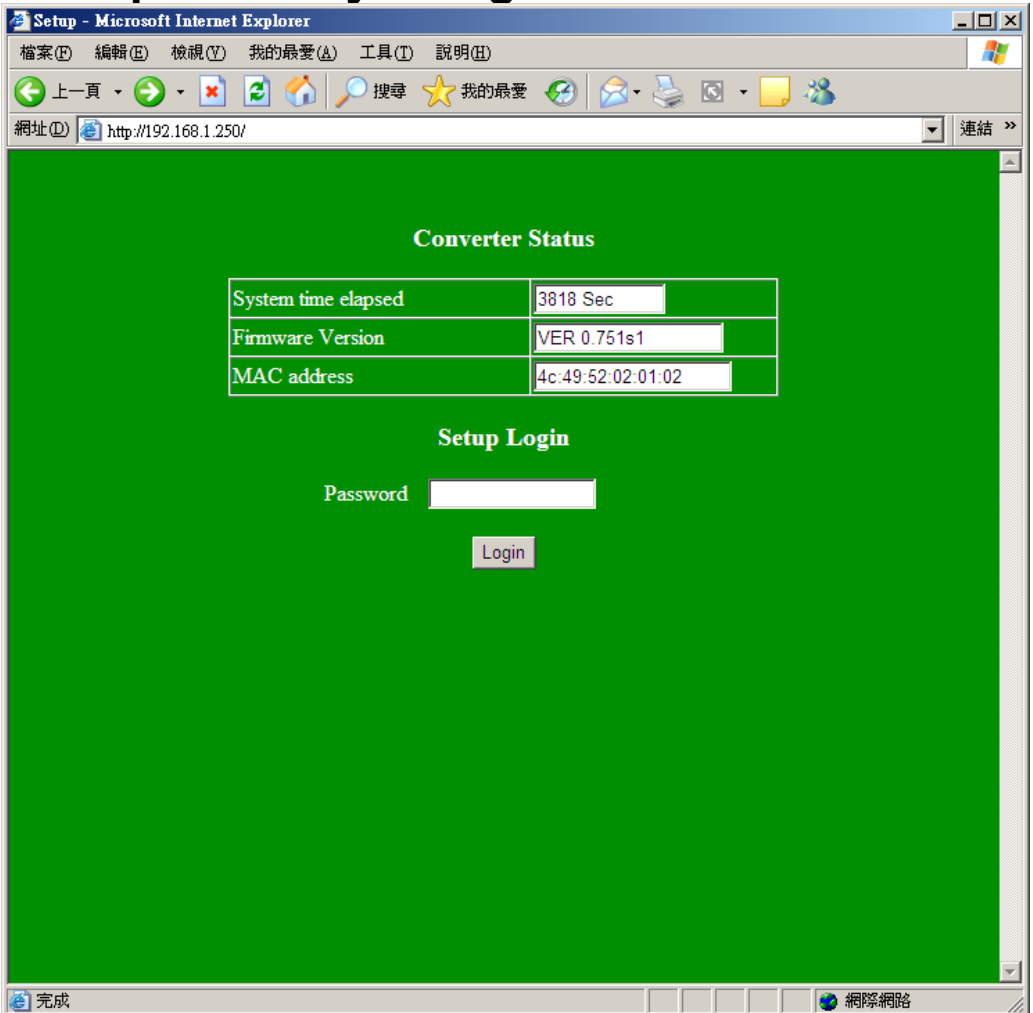 Setup - Microsoft Internet Explorer
檔案(F) 編輯(E) 檢視(V) 我的最愛(A) 工具(T) 說明(H)
上一頁 搜尋 我的最愛
網址(D) http://192.168.1.250/ 連結 »
Converter Status
System time elapsed 3818 Sec
Firmware Version VER 0.751s1
MAC address 4c:49:52:02:01:02
Setup Login
Password
Login
完成 網際網路